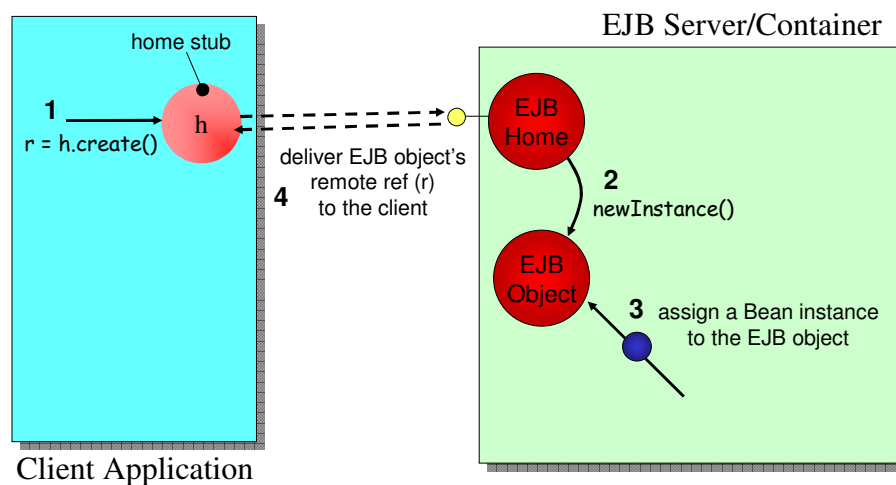 EJB Server/Container
home stub
1
r = h.create()
h
EJB
Home
deliver EJB object's
remote ref (r)
to the client
4
2
newInstance()
EJB
Object
3
assign a Bean instance
to the EJB object
Client Application